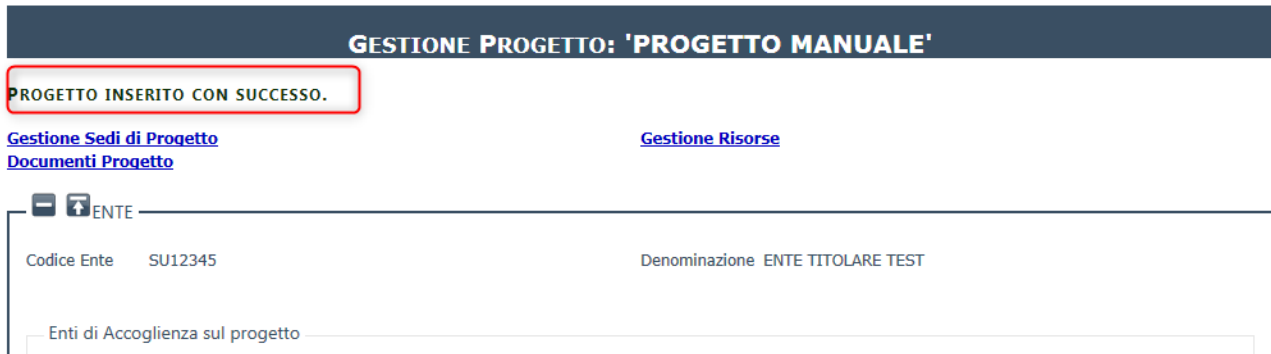 GESTIONE PROGETTO: 'PROGETTO MANUALE'
PROGETTO INSERITO CON SUCCESSO.
Gestione Sedi di Progetto Gestione Risorse
Documenti Progetto
ENTE
Codice Ente SU12345 Denominazione ENTE TITOLARE TEST
Enti di Accoglienza sul progetto